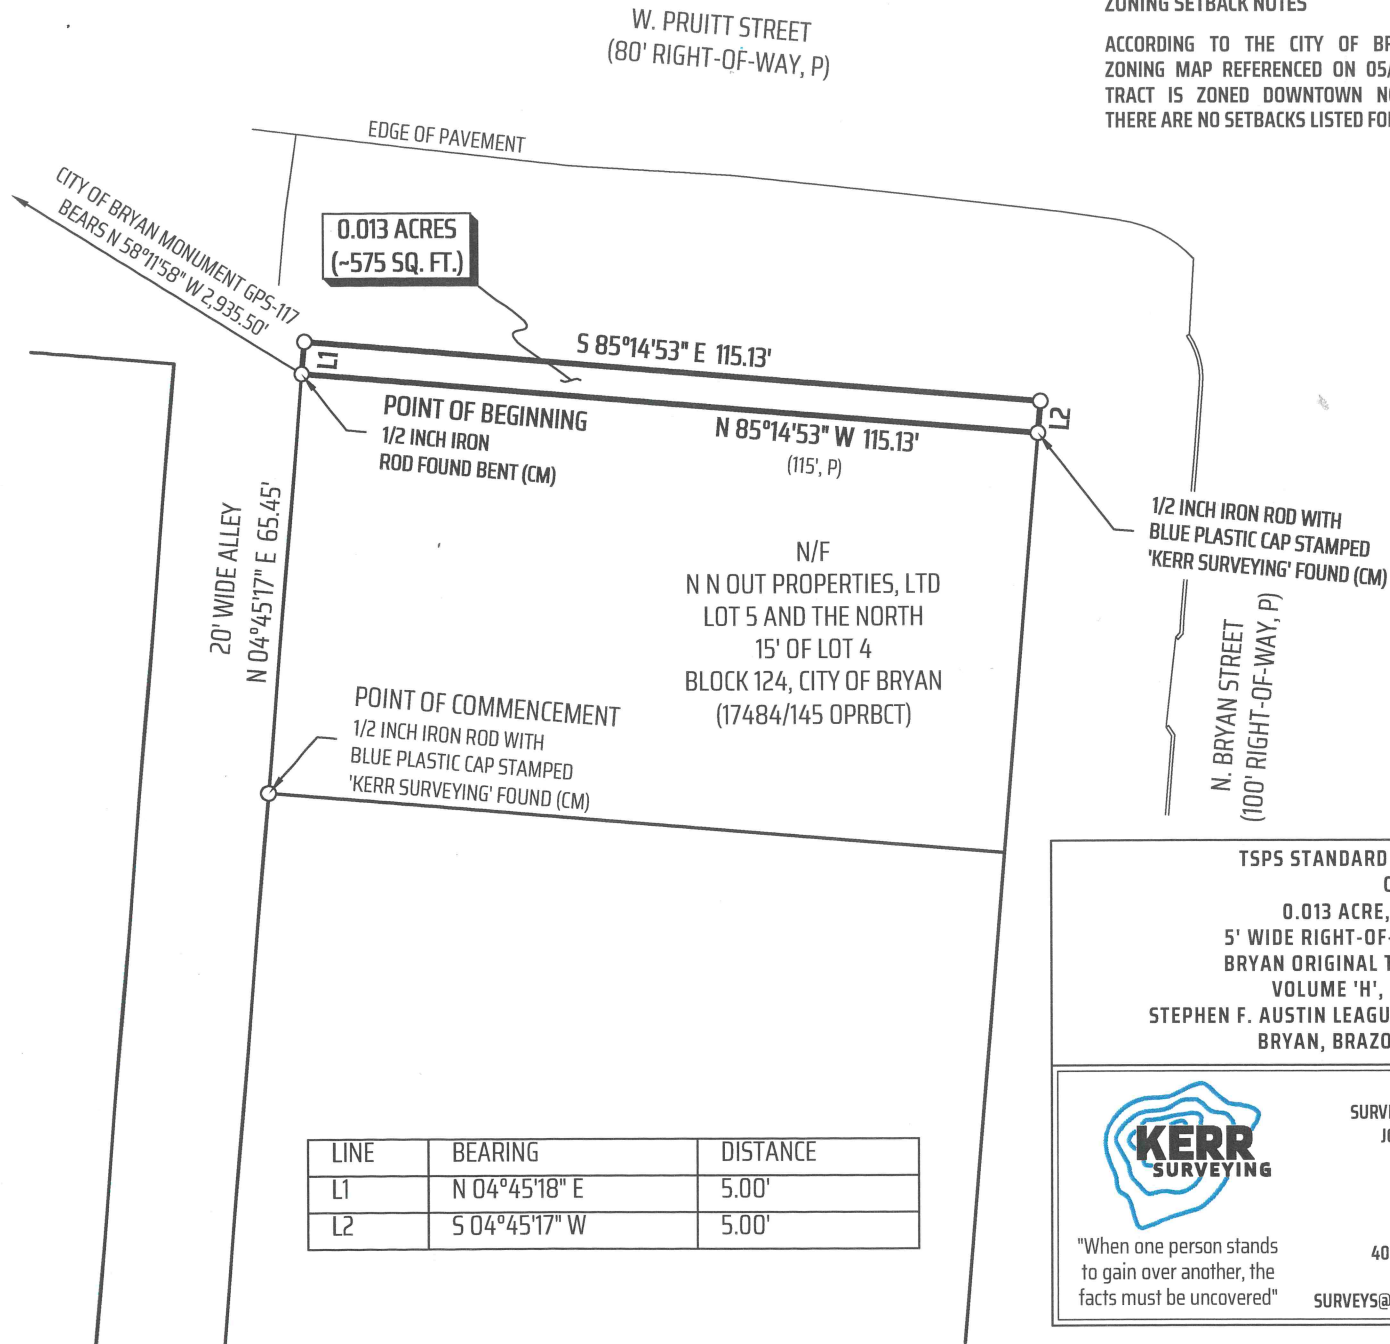 W. PRUITT STREET
(80' RIGHT-OF-WAY, P)
ZONING SETBACK NOTES
ACCORDING TO THE CITY OF
ZONING MAP REFERENCED ON
TRACT IS ZONED DOWNTOWN
THERE ARE NO SETBACKS LISTED
EDGE OF PAVEMENT
CITY OF BRYAN MONUMENT GPS-117
BEARS N 58°11'58" W 2,935.50'
0.013 ACRES
(~575 SQ. FT.)
S 85°14'53" E 115.13'
L1
L2
POINT OF BEGINNING
1/2 INCH IRON
ROD FOUND BENT (CM)
N 85°14'53" W 115.13'
(115', P)
1/2 INCH IRON ROD WITH
BLUE PLASTIC CAP STAMPED
'KERR SURVEYING' FOUND (CM)
20' WIDE ALLEY
N 04°45'17" E 65.45'
N/F
N N OUT PROPERTIES, LTD
LOT 5 AND THE NORTH
15' OF LOT 4
BLOCK 124, CITY OF BRYAN
(17484/145 OPRBCT)
N. BRYAN STREET
(100' RIGHT-OF-WAY, P)
POINT OF COMMENCEMENT
1/2 INCH IRON ROD WITH
BLUE PLASTIC CAP STAMPED
'KERR SURVEYING' FOUND (CM)
TSPS STANDARD
0.013 ACRE,
5' WIDE
BRYAN ORIGINAL
VOLUME 'H',
STEPHEN F. AUSTIN
BRYAN,
LINE BEARING DISTANCE
L1 N 04°45'18" E 5.00'
L2 S 04°45'17" W 5.00'
KERR
SURVEYING
"When one person stands
to gain over another, the
facts must be uncovered"